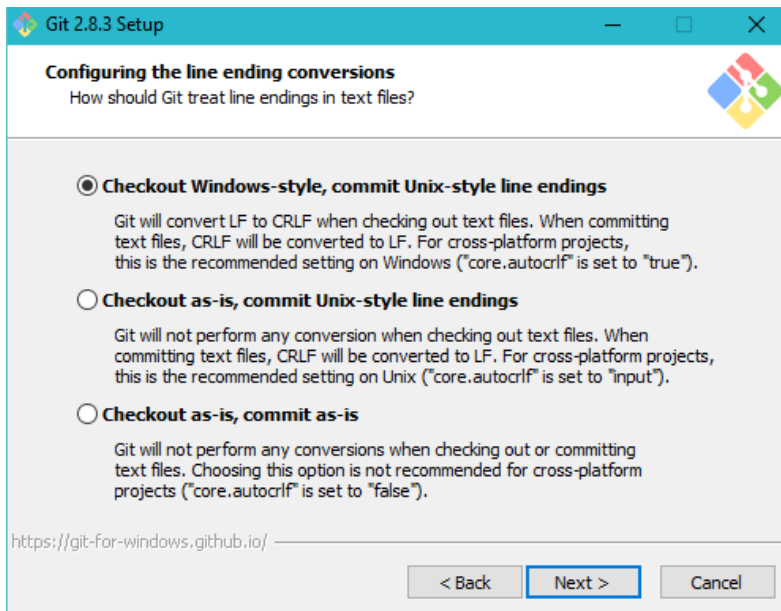 Git 2.8.3 Setup
Configuring the line ending conversions
How should Git treat line endings in text files?
Checkout Windows-style, commit Unix-style line endings
Git will convert LF to CRLF when checking out text files. When committing
text files, CRLF will be converted to LF. For cross-platform projects,
this is the recommended setting on Windows ("core.autocrlf" is set to "true").
Checkout as-is, commit Unix-style line endings
Git will not perform any conversion when checking out text files. When
committing text files, CRLF will be converted to LF. For cross-platform projects,
this is the recommended setting on Unix ("core.autocrlf" is set to "input").
Checkout as-is, commit as-is
Git will not perform any conversions when checking out or committing
text files. Choosing this option is not recommended for cross-platform
projects ("core.autocrlf" is set to "false").
https://git-for-windows.github.io/
< Back Next > Cancel